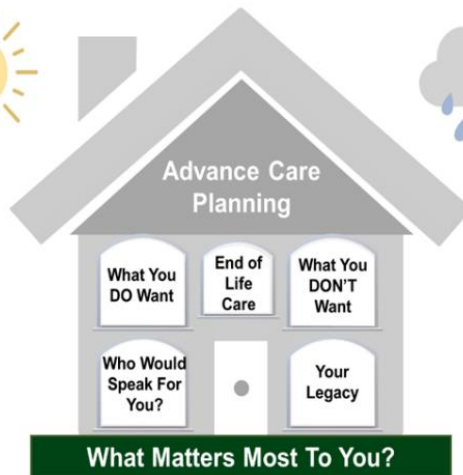 Advance Care
Planning
What You
DO Want
End of
Life
Care
What You
DON'T
Want
Who Would
Speak For
You?
Your
Legacy
What Matters Most To You?